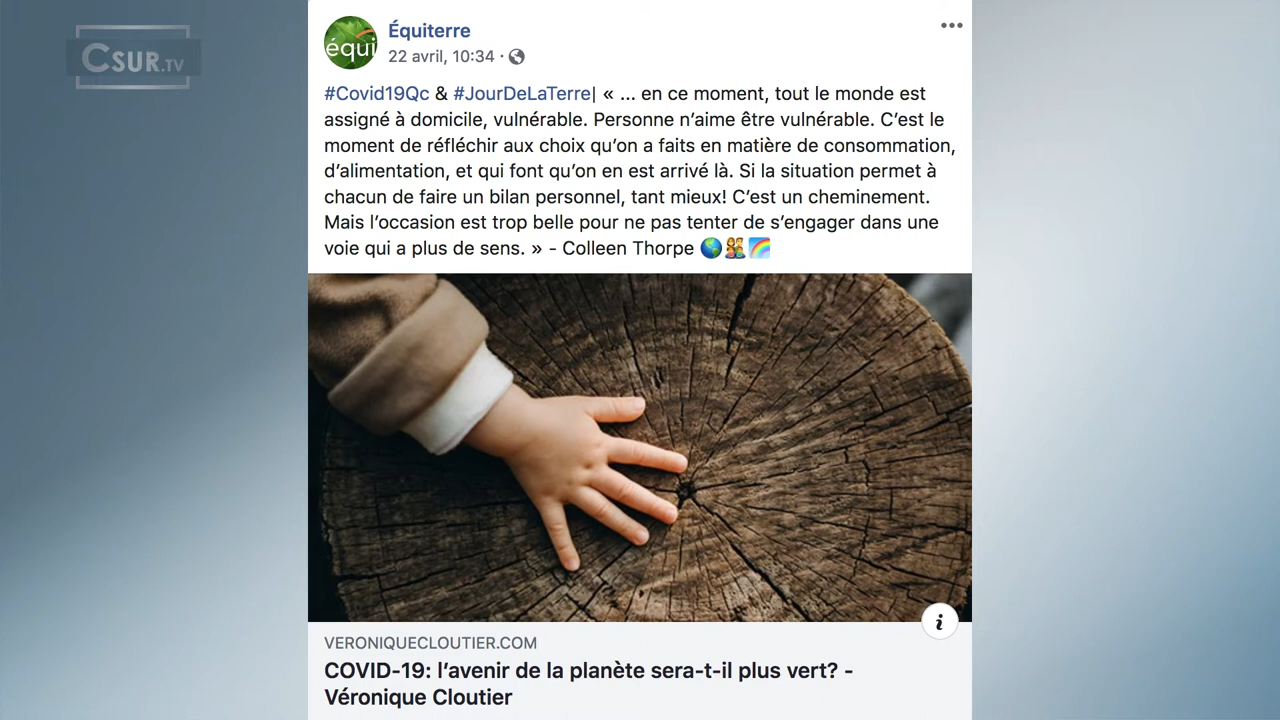 CSUR.TV
équi
Équiterre
22 avril, 10:34 ·
#Covid19Qc & #JourDeLaTerre| « ... en ce moment, tout le monde est
assigné à domicile, vulnérable. Personne n’aime être vulnérable. C’est le
moment de réfléchir aux choix qu’on a faits en matière de consommation,
d’alimentation, et qui font qu’on en est arrivé là. Si la situation permet à
chacun de faire un bilan personnel, tant mieux! C’est un cheminement.
Mais l’occasion est trop belle pour ne pas tenter de s’engager dans une
voie qui a plus de sens. » - Colleen Thorpe 🌎👫🌈
i
VERONIQUECLOUTIER.COM
COVID-19: l’avenir de la planète sera-t-il plus vert? -
Véronique Cloutier